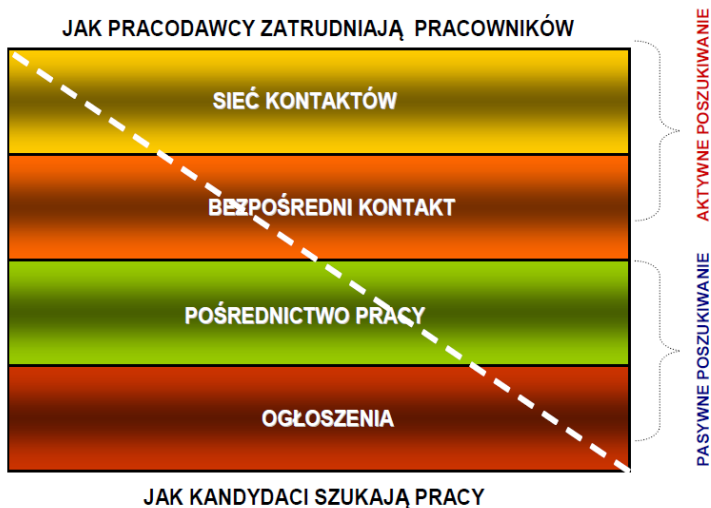 JAK PRACODAWCY ZATRUDNIAJĄ PRACOWNIKÓW
SIEĆ KONTAKTÓW
BEZPOŚREDNI KONTAKT
POŚREDNICTWO PRACY
OGŁOSZENIA
JAK KANDYDACI SZUKAJĄ PRACY
AKTYWNE POSZUKIWANIE
PASYWNE POSZUKIWANIE